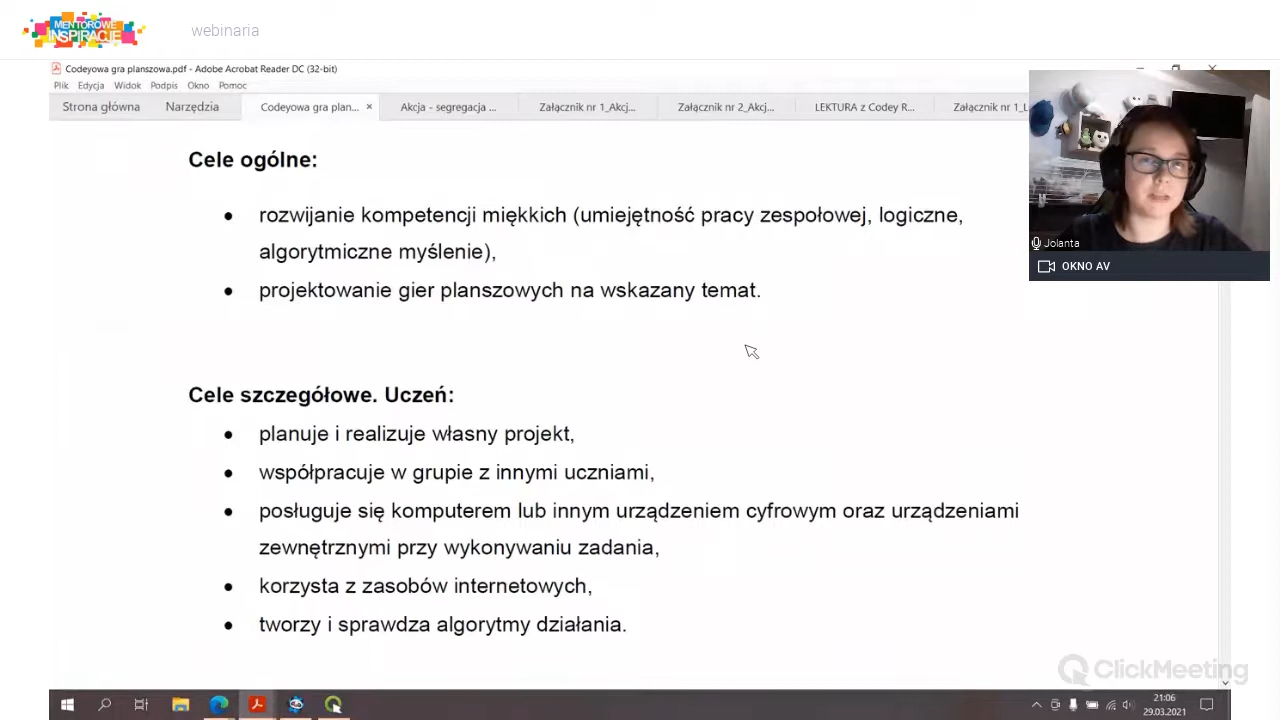 MENTOROWE
INSPIRACJE
webinaria
Codeyowa gra planszowa.pdf - Adobe Acrobat Reader DC (32-bit)
Plik Edycja Widok Podpis Okno Pomoc
Strona główna Narzędzia Codeyowa gra plan... × Akcja - segregacja ... Załącznik nr 1_Akcj... Załącznik nr 2_Akcj... LEKTURA z Codey R... Załącznik nr 1_L
Cele ogólne:
• rozwijanie kompetencji miękkich (umiejętność pracy zespołowej, logiczne,
algorytmiczne myślenie),
• projektowanie gier planszowych na wskazany temat.
Cele szczegółowe. Uczeń:
• planuje i realizuje własny projekt,
• współpracuje w grupie z innymi uczniami,
• posługuje się komputerem lub innym urządzeniem cyfrowym oraz urządzeniami
zewnętrznymi przy wykonywaniu zadania,
• korzysta z zasobów internetowych,
• tworzy i sprawdza algorytmy działania.
Jolanta
OKNO AV
ClickMeeting
21:06
29.03.2021